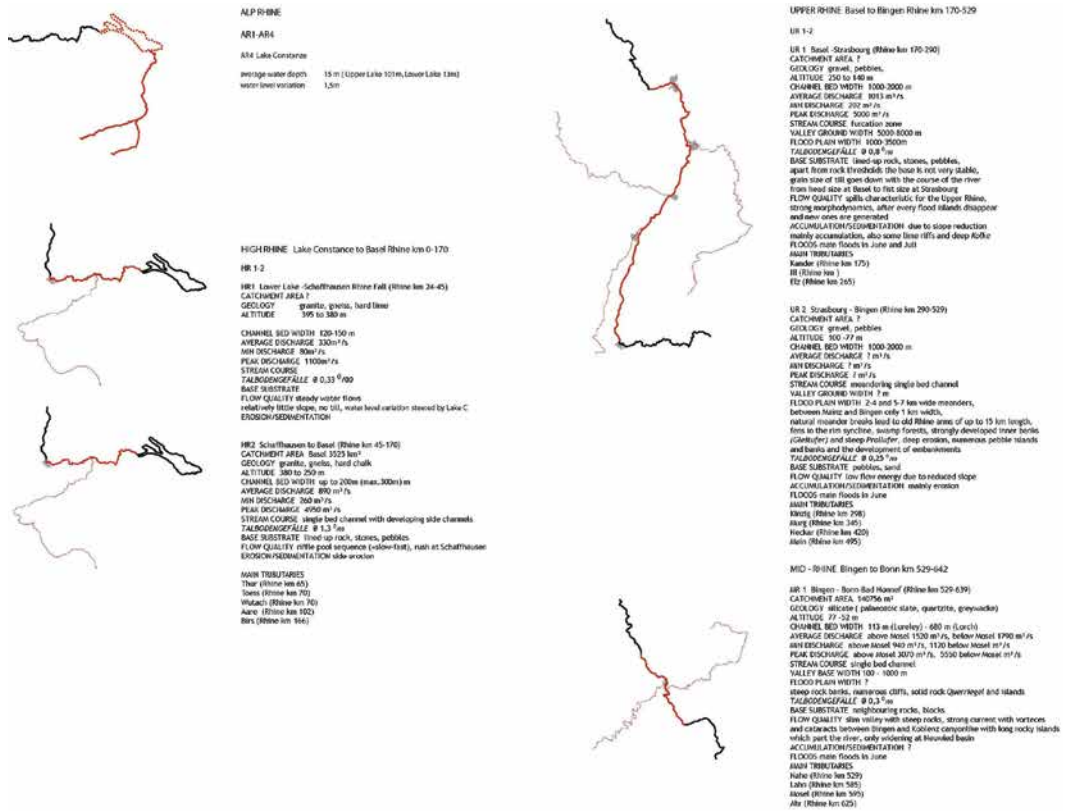 ALP RHINE
AR1-AR4
AR4 Lake Constance
average water depth 15 m ( Upper Lake 101m, Lower Lake 13m)
water level variation 1,5m
HIGH RHINE Lake Constance to Basel Rhine km 0-170
HR 1-2
HR1 Lower Lake -Schaffhausen Rhine Fall (Rhine km 24-45)
CATCHMENT AREA ?
GEOLOGY granite, gneiss, hard limer
ALTITUDE 395 to 380 m
CHANNEL BED WIDTH 120-150 m
AVERAGE DISCHARGE 330m³/s
MIN DISCHARGE 80m³/s
PEAK DISCHARGE 1100m³/s
STREAM COURSE
TALBODENGEFÄLLE Ø 0,33 ⁰/00
BASE SUBSTRATE
FLOW QUALITY steady water flows
relatively little slope, no till, water level variation steered by Lake C
EROSION/SEDIMENTATION
HR2 Schaffhausen to Basel (Rhine km 45-170)
CATCHMENT AREA Basel 3525 km²
GEOLOGY granite, gneiss, hard chalk
ALTITUDE 380 to 250 m
CHANNEL BED WIDTH up to 200m (max.300m) m
AVERAGE DISCHARGE 890 m³/s
MIN DISCHARGE 260 m³/s
PEAK DISCHARGE 4950 m³/s
STREAM COURSE single bed channel with developing side channels
TALBODENGEFÄLLE Ø 1,3 ⁰/₀₀
BASE SUBSTRATE lined-up rock, stones, pebbles
FLOW QUALITY riffle pool sequence (=slow-fast), rush at Schaffhausen
EROSION/SEDIMENTATION side erosion
MAIN TRIBUTARIES
Thur (Rhine km 65)
Toess (Rhine km 70)
Wutach (Rhine km 70)
Aare (Rhine km 102)
Birs (Rhine km 166)
UPPER RHINE Basel to Bingen Rhine km 170-529
UR 1-2
UR 1 Basel -Strasbourg (Rhine km 170-290)
CATCHMENT AREA ?
GEOLOGY gravel, pebbles,
ALTITUDE 250 to 140 m
CHANNEL BED WIDTH 1000-2000 m
AVERAGE DISCHARGE 1013 m³/s
MIN DISCHARGE 202 m³/s
PEAK DISCHARGE 5000 m³/s
STREAM COURSE furcation zone
VALLEY GROUND WIDTH 5000-8000 m
FLOOD PLAIN WIDTH 1000-3500m
TALBODENGEFÄLLE Ø 0,8 ⁰/₀₀
BASE SUBSTRATE lined-up rock, stones, pebbles,
apart from rock thresholds the base is not very stable,
grain size of till goes down with the course of the river
from head size at Basel to fist size at Strasbourg
FLOW QUALITY spills characteristic for the Upper Rhine,
strong morphodynamics, after every flood islands disappear
and new ones are generated
ACCUMULATION/SEDIMENTATION due to slope reduction
mainly accumulation, also some lime riffs and deep Kolke
FLOODS main floods in June and Juli
MAIN TRIBUTARIES
Kander (Rhine km 175)
Ill (Rhine km )
Elz (Rhine km 265)
UR 2 Strasbourg - Bingen (Rhine km 290-529)
CATCHMENT AREA ?
GEOLOGY gravel, pebbles
ALTITUDE 100 -77 m
CHANNEL BED WIDTH 1000-2000 m
AVERAGE DISCHARGE ? m³/s
MIN DISCHARGE ? m³/s
PEAK DISCHARGE ? m³/s
STREAM COURSE meandering single bed channel
VALLEY GROUND WIDTH ? m
FLOOD PLAIN WIDTH 2-4 and 5-7 km wide meanders,
between Mainz and Bingen only 1 km width,
natural meander breaks lead to old Rhine arms of up to 15 km length,
fens in the rim syncline, swamp forests, strongly developed inner banks
(Gleitufer) and steep Prallufer, deep erosion, numerous pebble islands
and banks and the development of embankments
TALBODENGEFÄLLE Ø 0,25 ⁰/₀₀
BASE SUBSTRATE pebbles, sand
FLOW QUALITY low flow energy due to reduced slope
ACCUMULATION/SEDIMENTATION mainly erosion
FLOODS main floods in June
MAIN TRIBUTARIES
Kinzig (Rhine km 298)
Murg (Rhine km 345)
Neckar (Rhine km 420)
Main (Rhine km 495)
MID - RHINE Bingen to Bonn km 529-642
MR 1 Bingen - Bonn-Bad Honnef (Rhine km 529-639)
CATCHMENT AREA 140756 m²
GEOLOGY silicate ( palaeozoic slate, quartzite, greywacke)
ALTITUDE 77 -52 m
CHANNEL BED WIDTH 113 m (Loreley) - 680 m (Lorch)
AVERAGE DISCHARGE above Mosel 1520 m³/s, below Mosel 1790 m³/s
MIN DISCHARGE above Mosel 940 m³/s, 1120 below Mosel m³/s
PEAK DISCHARGE above Mosel 3070 m³/s, 5550 below Mosel m³/s
STREAM COURSE single bed channel
VALLEY BASE WIDTH 100 - 1000 m
FLOOD PLAIN WIDTH ?
steep rock banks, numerous cliffs, solid rock Querriegel and islands
TALBODENGEFÄLLE Ø 0,3 ⁰/₀₀
BASE SUBSTRATE neighbouring rocks, blocks
FLOW QUALITY slim valley with steep rocks, strong current with vorteces
and cataracts between Bingen and Koblenz canyonlike with long rocky islands
which part the river, only widening at Neuwied basin
ACCUMULATION/SEDIMENTATION ?
FLOODS main floods in June
MAIN TRIBUTARIES
Nahe (Rhine km 529)
Lahn (Rhine km 585)
Mosel (Rhine km 595)
Ahr (Rhine km 625)